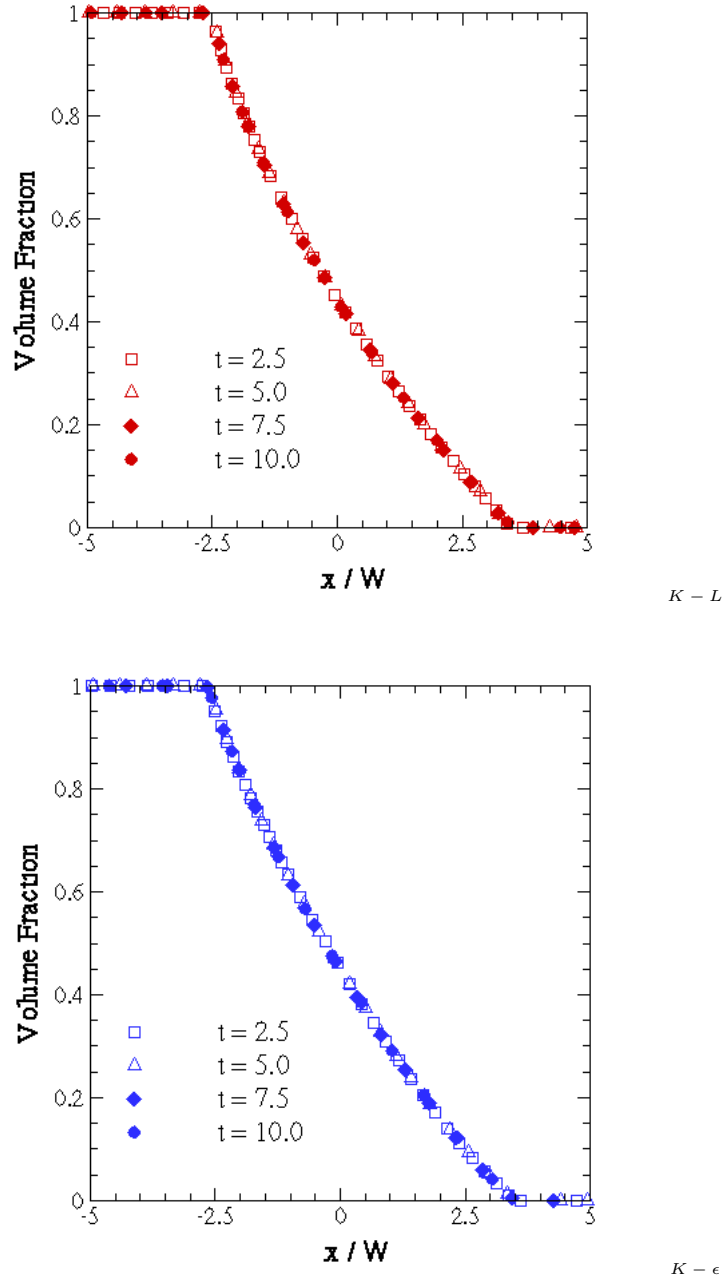 1
0.8
0.6
0.4
0.2
0
Volume Fraction
t = 2.5
t = 5.0
t = 7.5
t = 10.0
-5 -2.5 0 2.5 5
x / W
K − L
1
0.8
0.6
0.4
0.2
0
Volume Fraction
t = 2.5
t = 5.0
t = 7.5
t = 10.0
-5 -2.5 0 2.5 5
x / W
K − ϵ